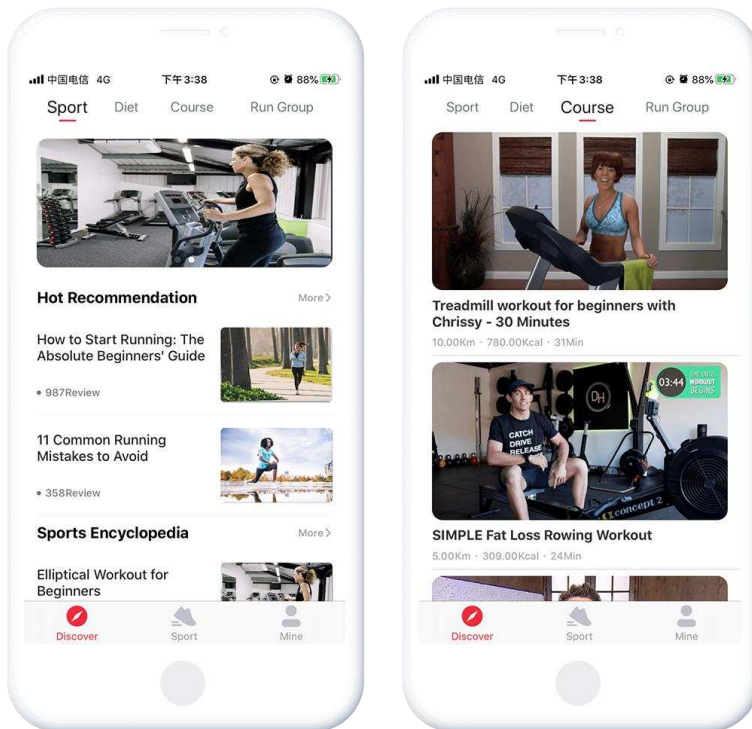 中国电信 4G 下午3:38 88%
Sport Diet Course Run Group
Hot Recommendation More >
How to Start Running: The
Absolute Beginners' Guide
• 987Review
11 Common Running
Mistakes to Avoid
• 358Review
Sports Encyclopedia More >
Elliptical Workout for
Beginners
Discover Sport Mine
中国电信 4G 下午3:38 88%
Sport Diet Course Run Group
Treadmill workout for beginners with
Chrissy - 30 Minutes
10.00Km · 780.00Kcal · 31Min
03:44
TIME UNTIL
WORKOUT
BEGINS
DH
CATCH
DRIVE
RELEASE
concept 2
SIMPLE Fat Loss Rowing Workout
5.00Km · 309.00Kcal · 24Min
Discover Sport Mine